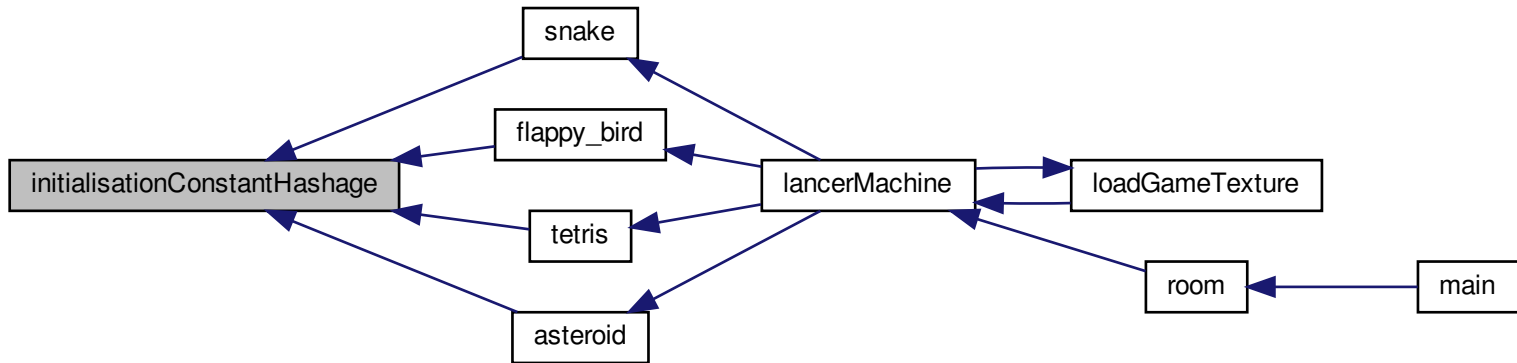 snake
flappy_bird
initialisationConstantHashage
lancerMachine
loadGameTexture
tetris
room
main
asteroid